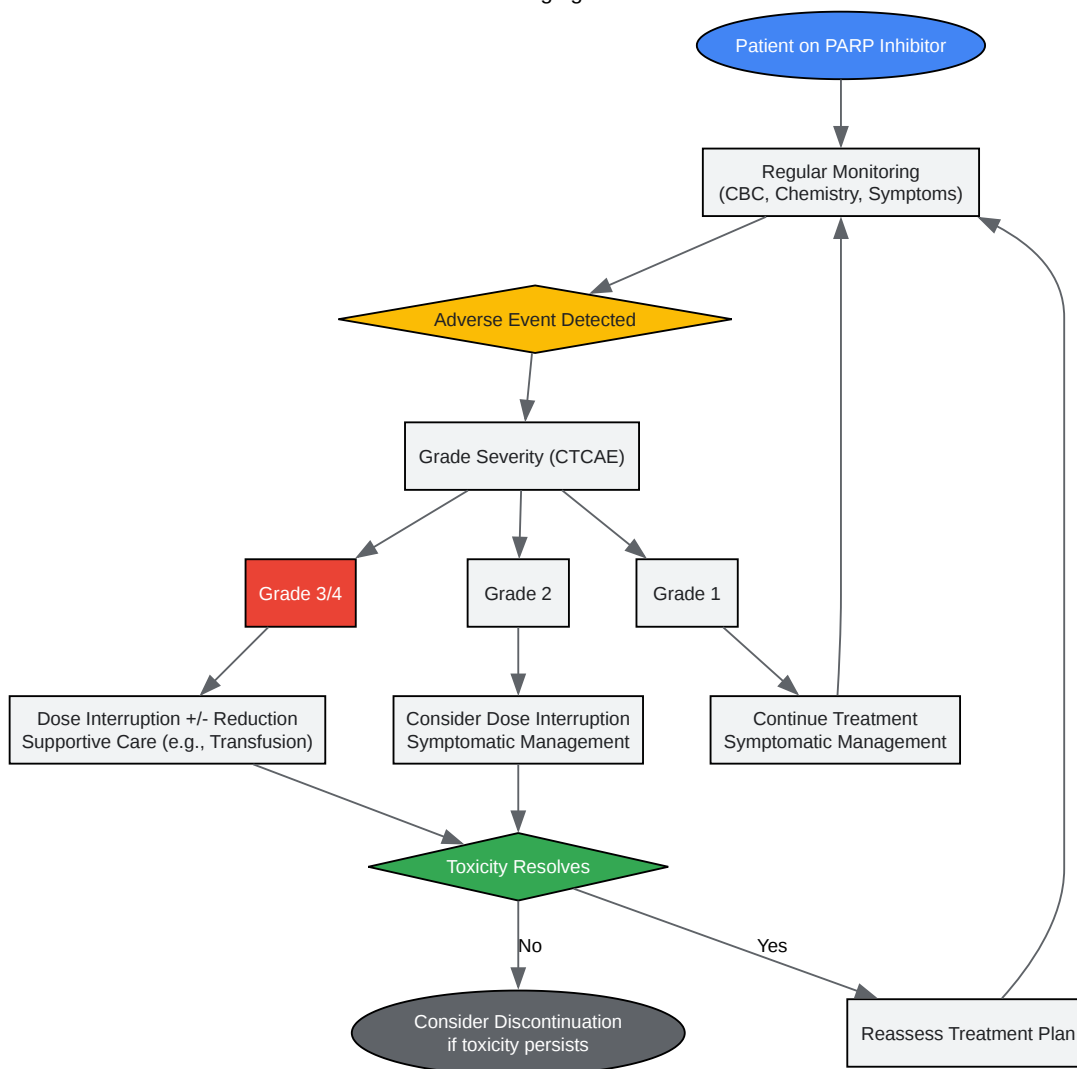 Patient on PARP Inhibitor
Regular Monitoring
(CBC, Chemistry, Symptoms)
Adverse Event Detected
Grade Severity (CTCAE)
Grade 3/4
Grade 2
Grade 1
Dose Interruption +/- Reduction
Supportive Care (e.g., Transfusion)
Consider Dose Interruption
Symptomatic Management
Continue Treatment
Symptomatic Management
Toxicity Resolves
No
Yes
Consider Discontinuation
if toxicity persists
Reassess Treatment Plan